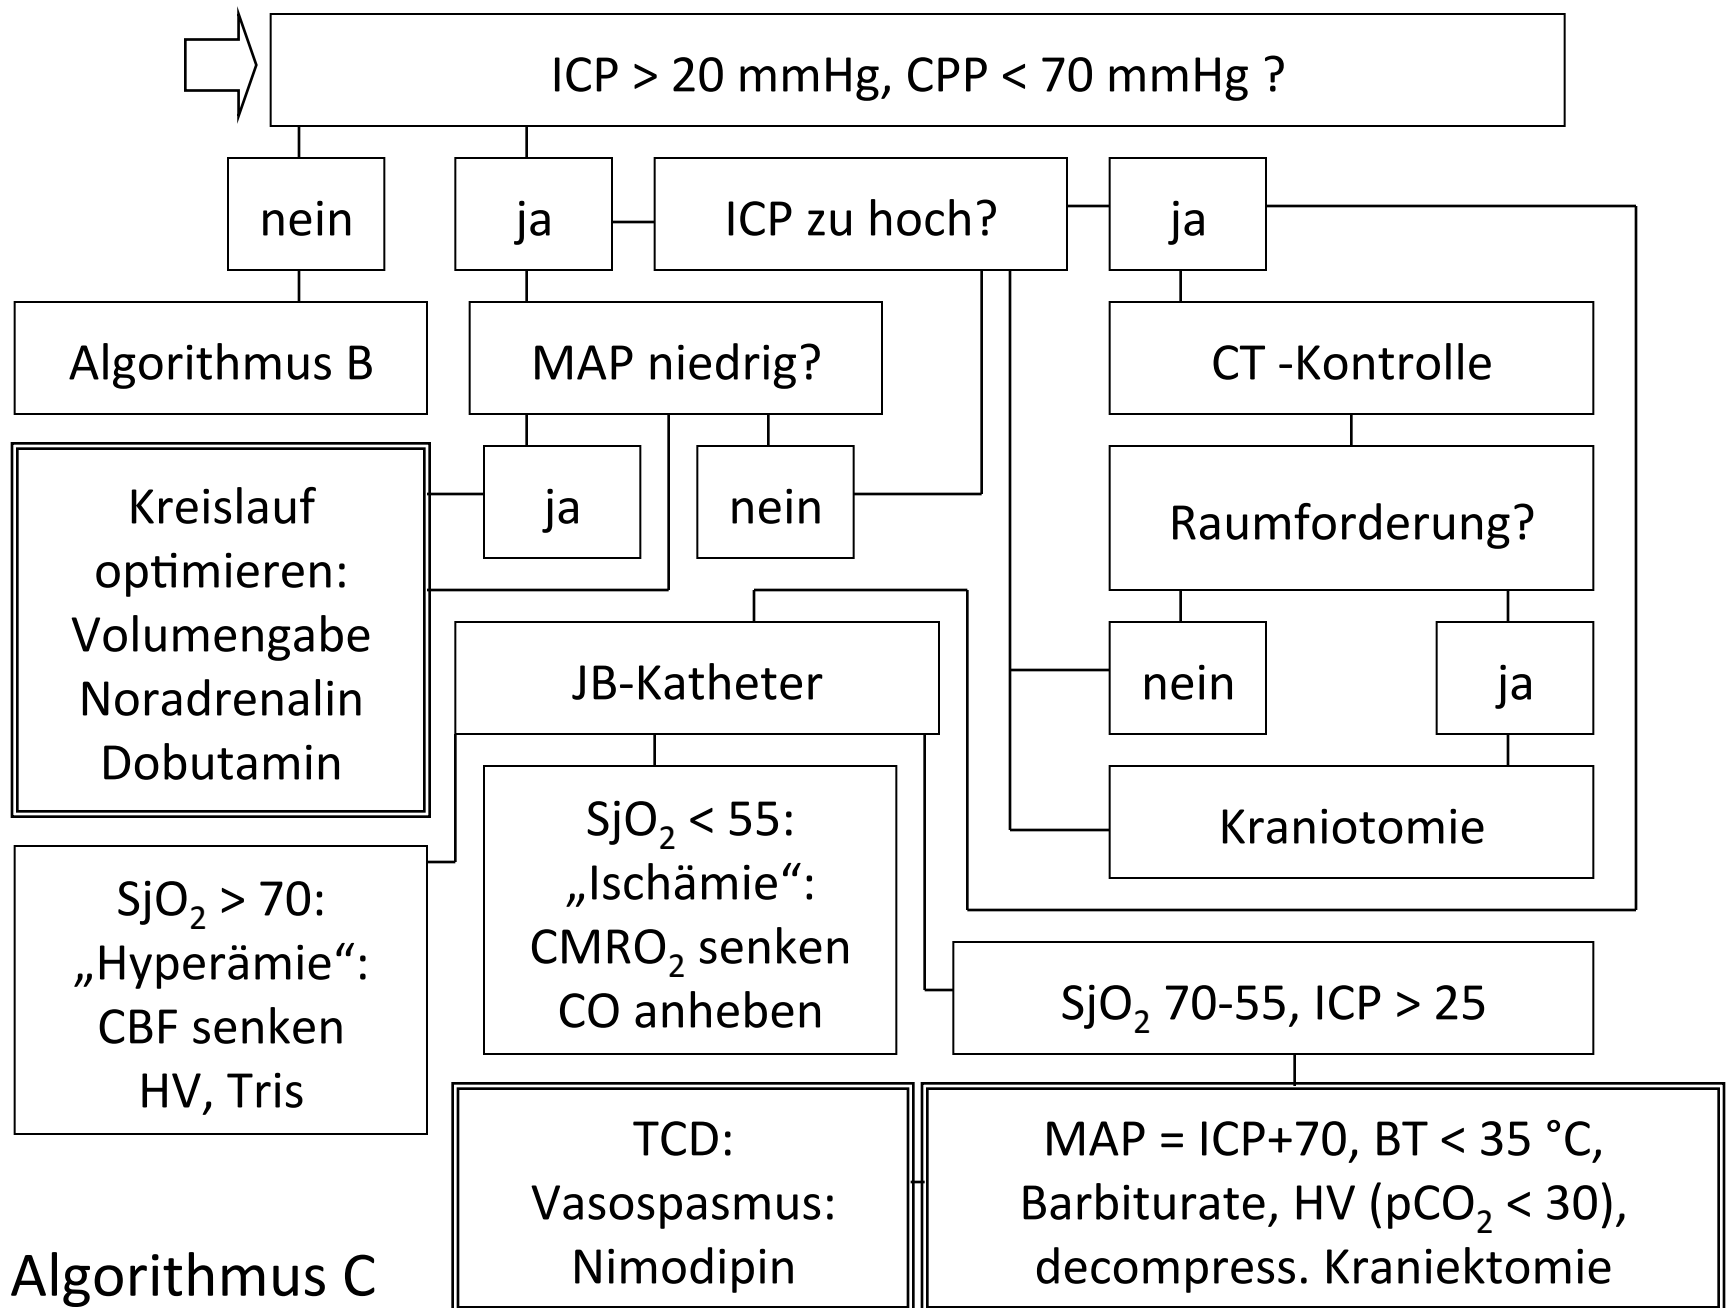 ICP > 20 mmHg, CPP < 70 mmHg ?
nein
ja
ICP zu hoch?
ja
Algorithmus B
MAP niedrig?
CT -Kontrolle
Kreislauf
optimieren:
Volumengabe
Noradrenalin
Dobutamin
ja
nein
Raumforderung?
JB-Katheter
nein
ja
SjO₂ < 55:
„Ischämie“:
CMRO₂ senken
CO anheben
Kraniotomie
SjO₂ > 70:
„Hyperämie“:
CBF senken
HV, Tris
SjO₂ 70-55, ICP > 25
TCD:
Vasospasmus:
Nimodipin
MAP = ICP+70, BT < 35 °C,
Barbiturate, HV (pCO₂ < 30),
decompress. Kraniektomie
Algorithmus C